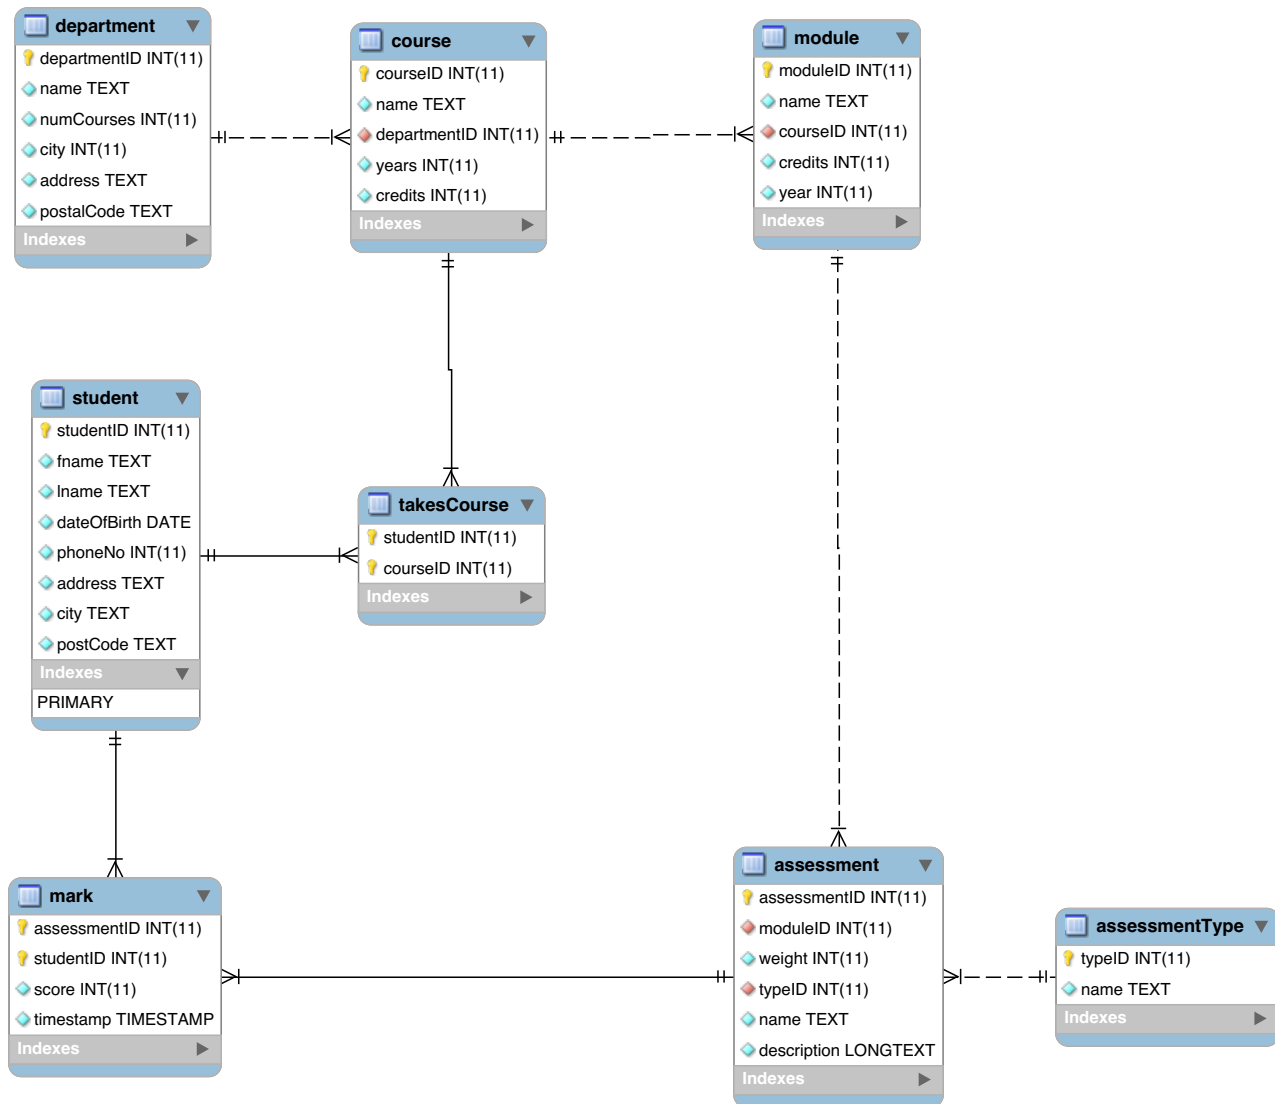 department
departmentID INT(11)
name TEXT
numCourses INT(11)
city INT(11)
address TEXT
postalCode TEXT
Indexes
course
courseID INT(11)
name TEXT
departmentID INT(11)
years INT(11)
credits INT(11)
Indexes
module
moduleID INT(11)
name TEXT
courseID INT(11)
credits INT(11)
year INT(11)
Indexes
student
studentID INT(11)
fname TEXT
lname TEXT
dateOfBirth DATE
phoneNo INT(11)
address TEXT
city TEXT
postCode TEXT
Indexes
PRIMARY
takesCourse
studentID INT(11)
courseID INT(11)
Indexes
mark
assessmentID INT(11)
studentID INT(11)
score INT(11)
timestamp TIMESTAMP
Indexes
assessment
assessmentID INT(11)
moduleID INT(11)
weight INT(11)
typeID INT(11)
name TEXT
description LONGTEXT
Indexes
assessmentType
typeID INT(11)
name TEXT
Indexes